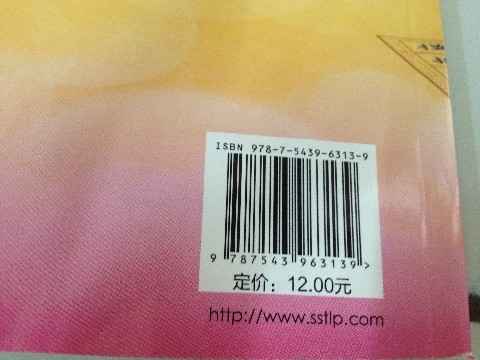 ISBN 978-7-5439-6313-9
9 787543 963139>
定价：12.00元
http://www.sstlp.com